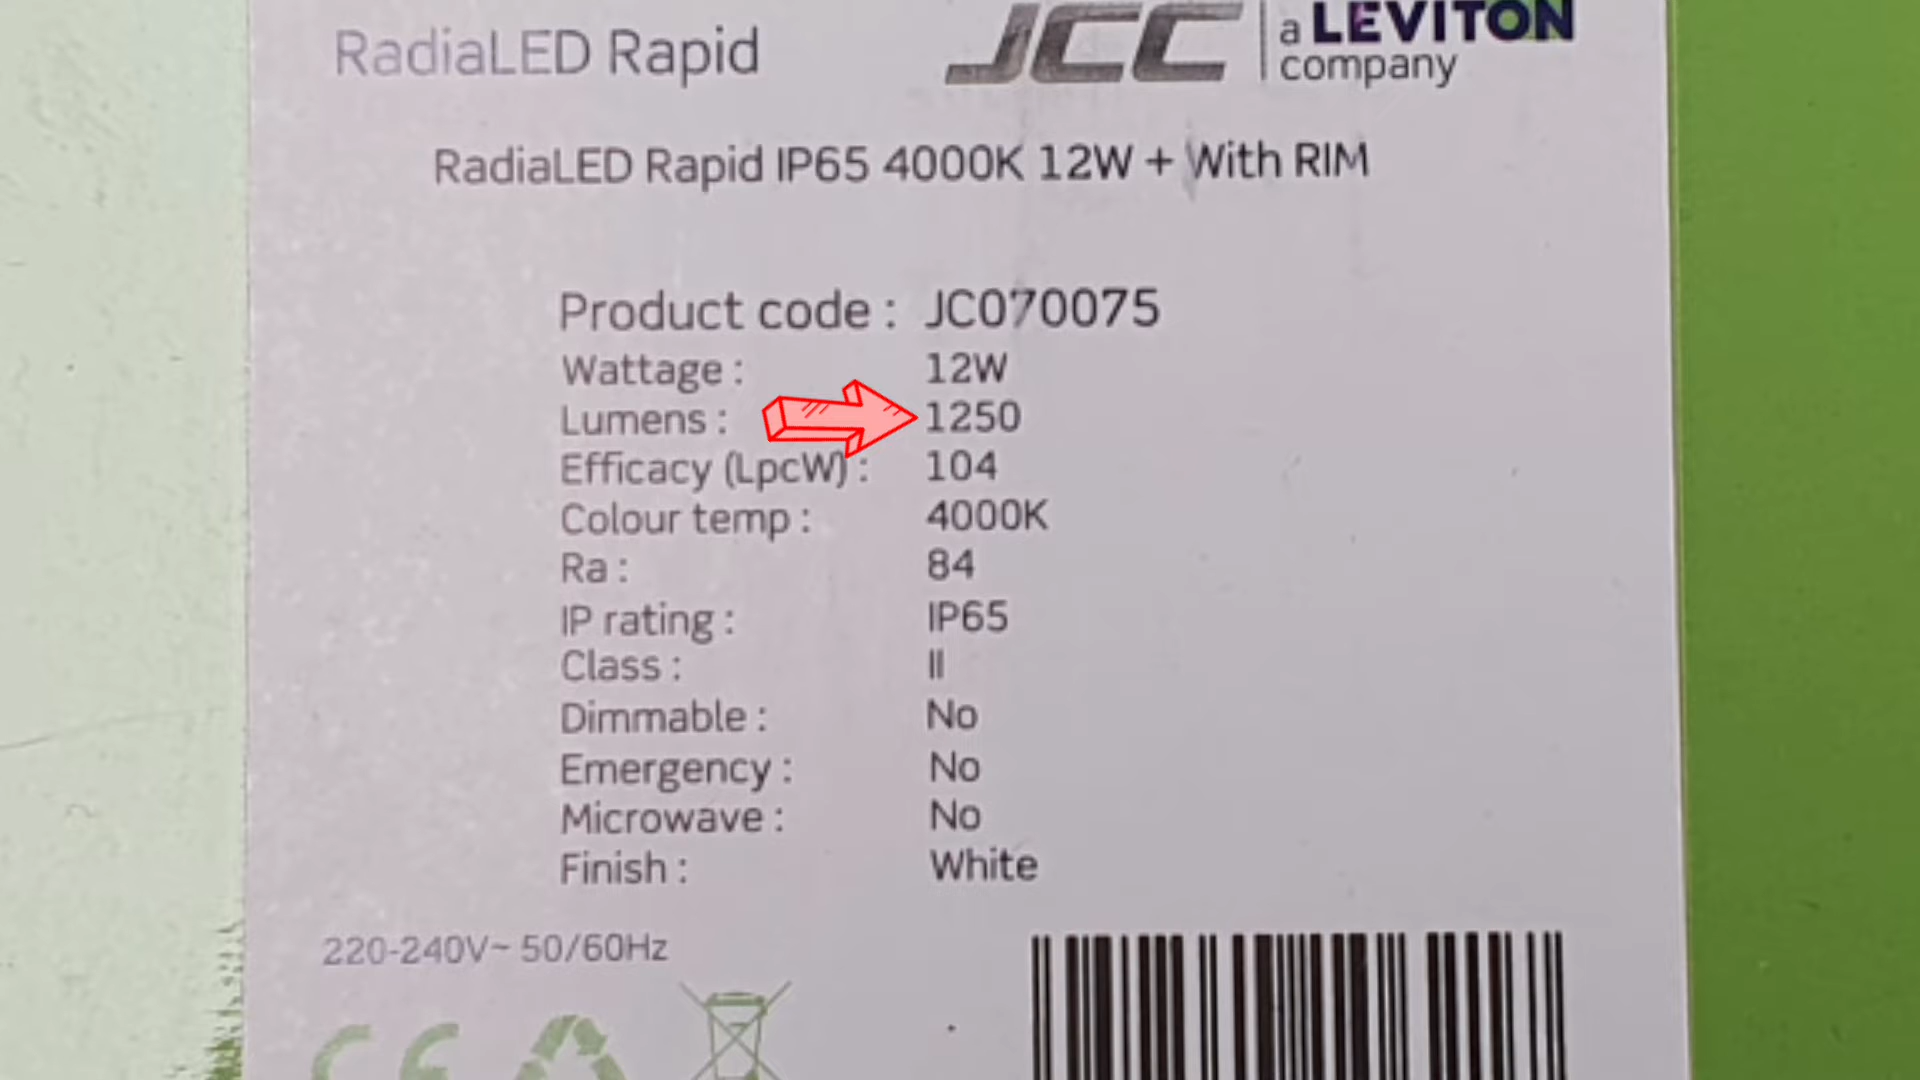 RadiaLED Rapid
JCC
a LEVITON
company
RadiaLED Rapid IP65 4000K 12W + With RIM
Product code : JC070075
Wattage : 12W
Lumens : 1250
Efficacy (LpcW) : 104
Colour temp : 4000K
Ra : 84
IP rating : IP65
Class : II
Dimmable : No
Emergency : No
Microwave : No
Finish : White
220-240V~ 50/60Hz
CE